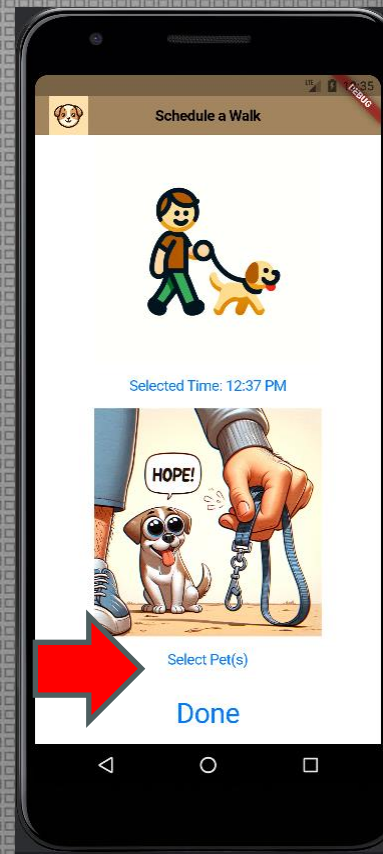 DEBUG
Schedule a Walk
Selected Time: 12:37 PM
HOPE!
Select Pet(s)
Done